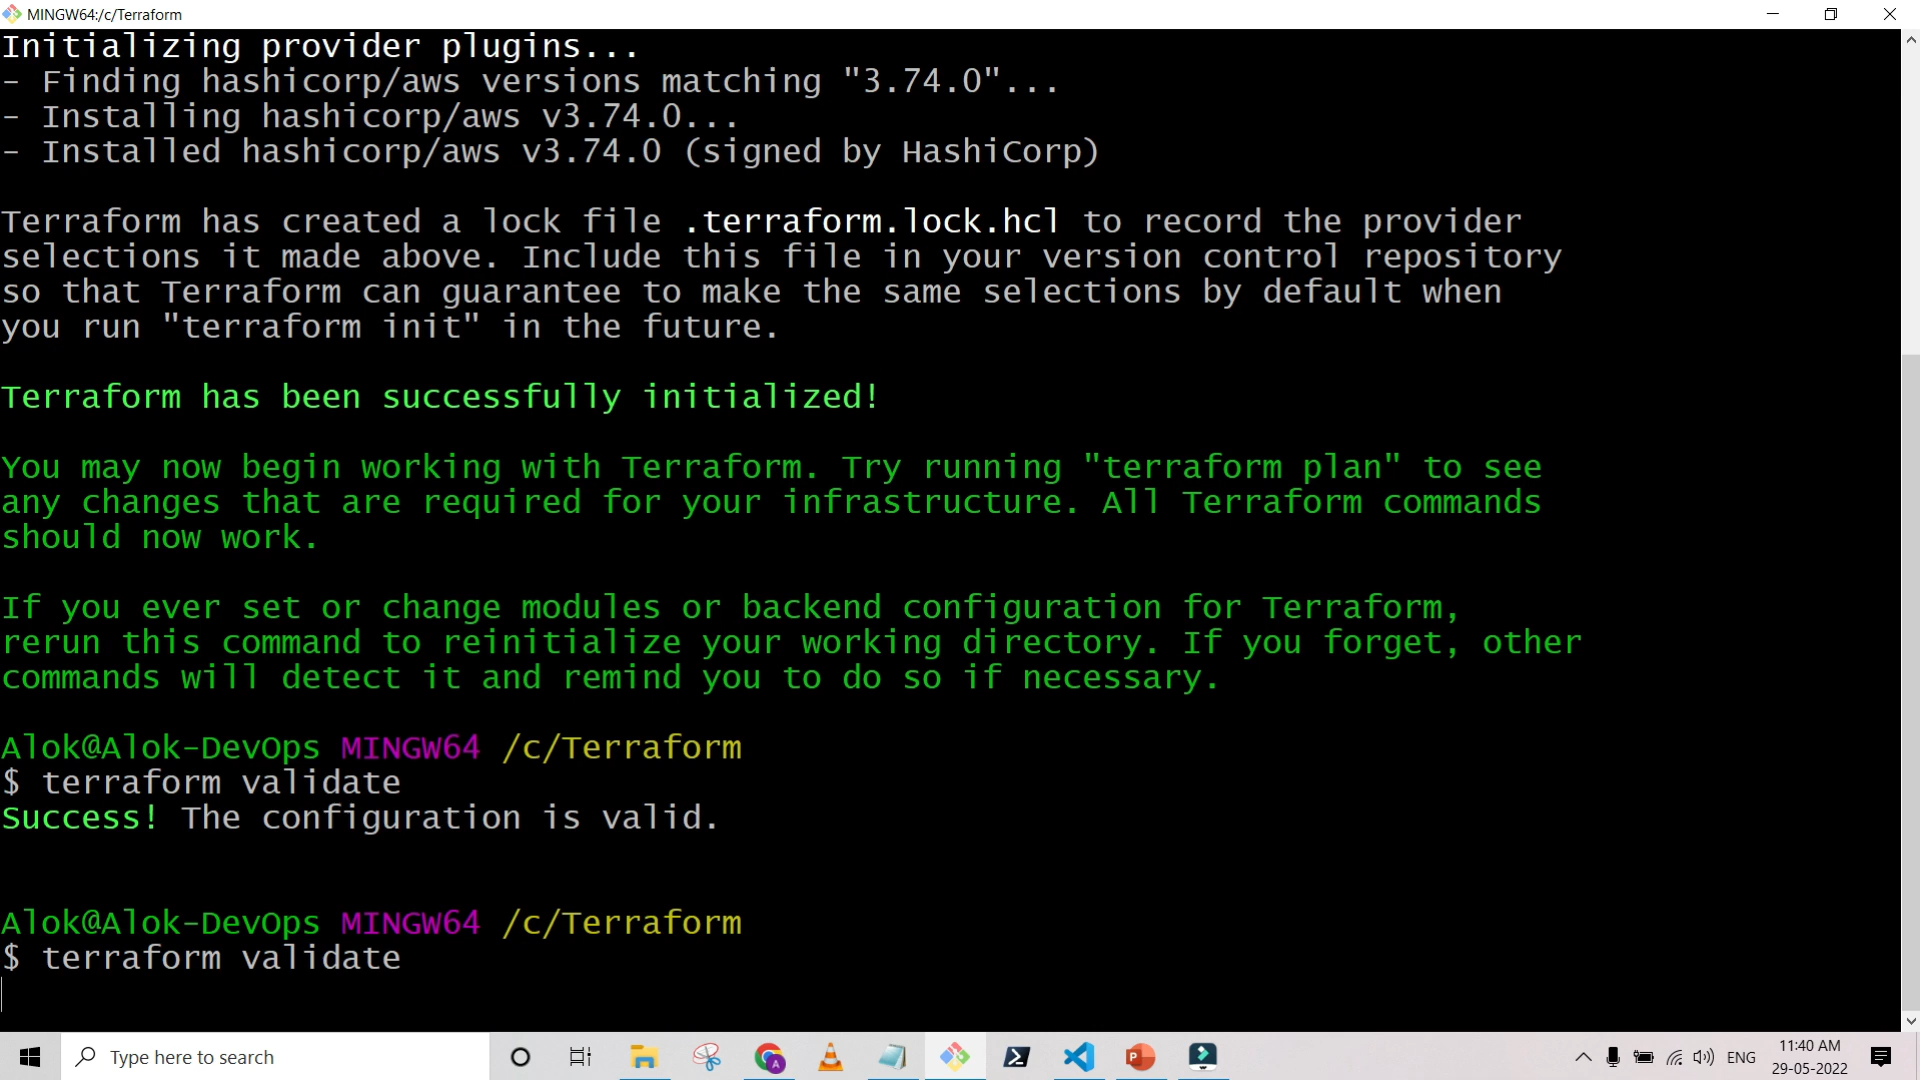 MINGW64:/c/Terraform
Initializing provider plugins...
- Finding hashicorp/aws versions matching "3.74.0"...
- Installing hashicorp/aws v3.74.0...
- Installed hashicorp/aws v3.74.0 (signed by HashiCorp)
Terraform has created a lock file .terraform.lock.hcl to record the provider
selections it made above. Include this file in your version control repository
so that Terraform can guarantee to make the same selections by default when
you run "terraform init" in the future.
Terraform has been successfully initialized!
You may now begin working with Terraform. Try running "terraform plan" to see
any changes that are required for your infrastructure. All Terraform commands
should now work.
If you ever set or change modules or backend configuration for Terraform,
rerun this command to reinitialize your working directory. If you forget, other
commands will detect it and remind you to do so if necessary.
Alok@Alok-DevOps MINGW64 /c/Terraform
$ terraform validate
Success! The configuration is valid.
Alok@Alok-DevOps MINGW64 /c/Terraform
$ terraform validate
Type here to search
A
P
ENG
11:40 AM
29-05-2022